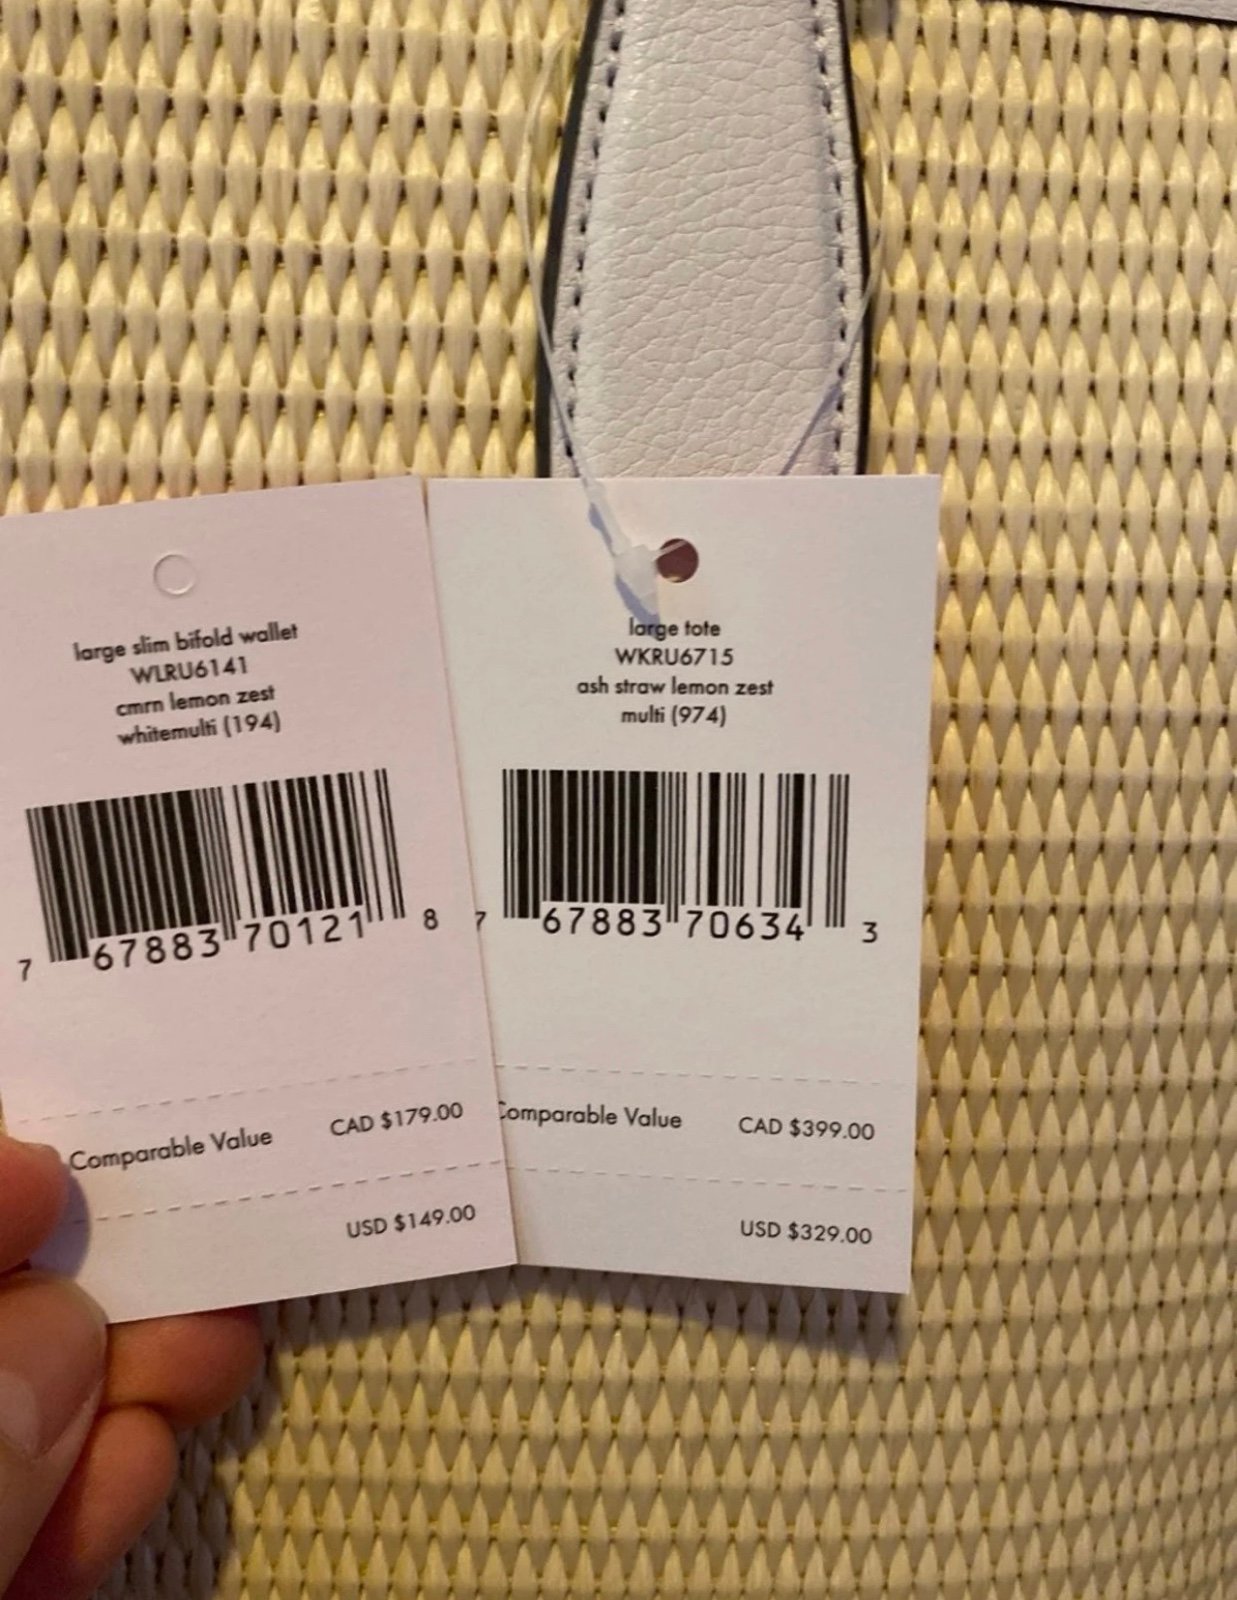 large slim bifold wallet
WLRU6141
cmrn lemon zest
whitemulti (194)
7 67883 70121 8
Comparable Value CAD $179.00
USD $149.00
large tote
WKRU6715
ash straw lemon zest
multi (974)
7 67883 70634 3
Comparable Value CAD $399.00
USD $329.00